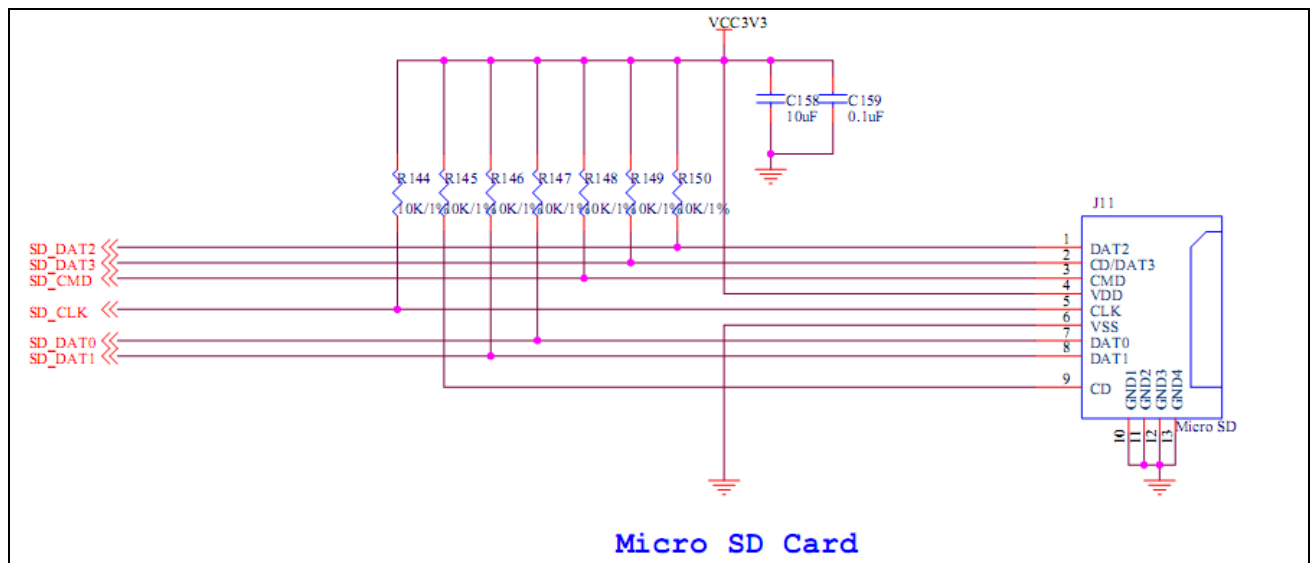 VCC3V3
C158 C159
10uF 0.1uF
R144 R145 R146 R147 R148 R149 R150
10K/1% 10K/1% 10K/1% 10K/1% 10K/1% 10K/1% 10K/1%
J11
SD_DAT2 1 DAT2
SD_DAT3 2 CD/DAT3
SD_CMD 3 CMD
4 VDD
SD_CLK 5 CLK
6 VSS
SD_DAT0 7 DAT0
SD_DAT1 8 DAT1
9 CD
GND1 GND2 GND3 GND4
Micro SD
10 11 12 13
Micro SD Card